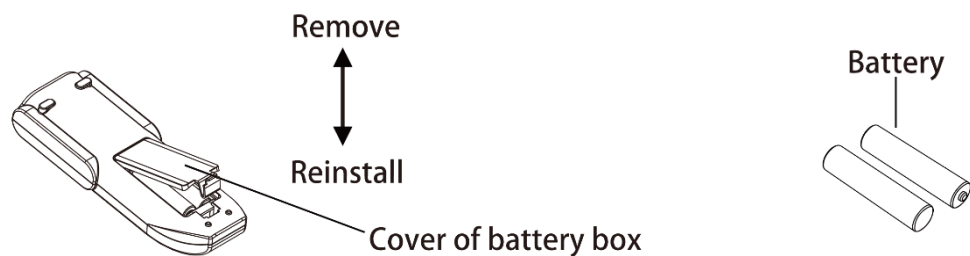 Remove
Battery
Reinstall
Cover of battery box